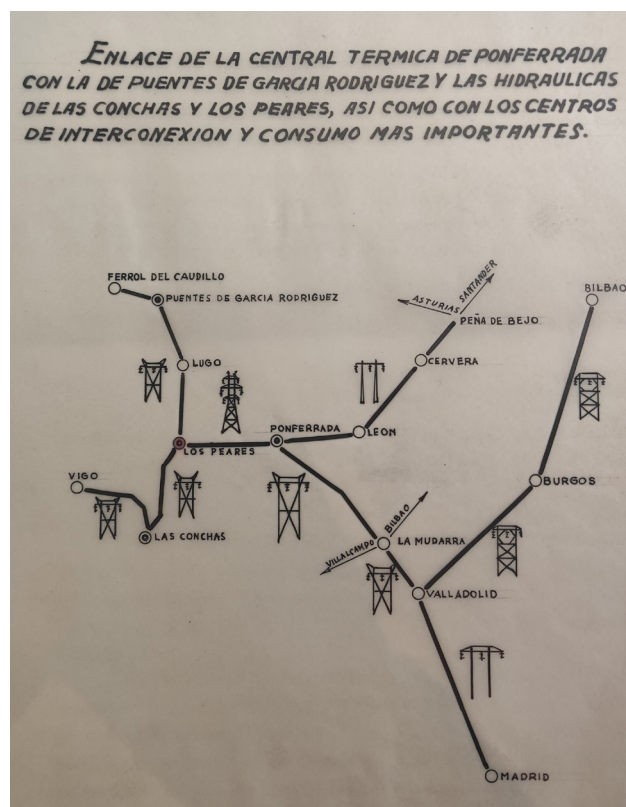 ENLACE DE LA CENTRAL TERMICA DE PONFERRADA
CON LA DE PUENTES DE GARCIA RODRIGUEZ Y LAS HIDRAULICAS
DE LAS CONCHAS Y LOS PEARES, ASI COMO CON LOS CENTROS
DE INTERCONEXION Y CONSUMO MAS IMPORTANTES.
FERROL DEL CAUDILLO
PUENTES DE GARCIA RODRIGUEZ
ASTURIAS
SANTANDER
BILBAO
PEÑA DE BEJO
LUGO
CERVERA
PONFERRADA
LEON
LOS PEARES
VIGO
BURGOS
LAS CONCHAS
BILBAO
VILLALCAMPO
LA MUDARRA
VALLADOLID
MADRID